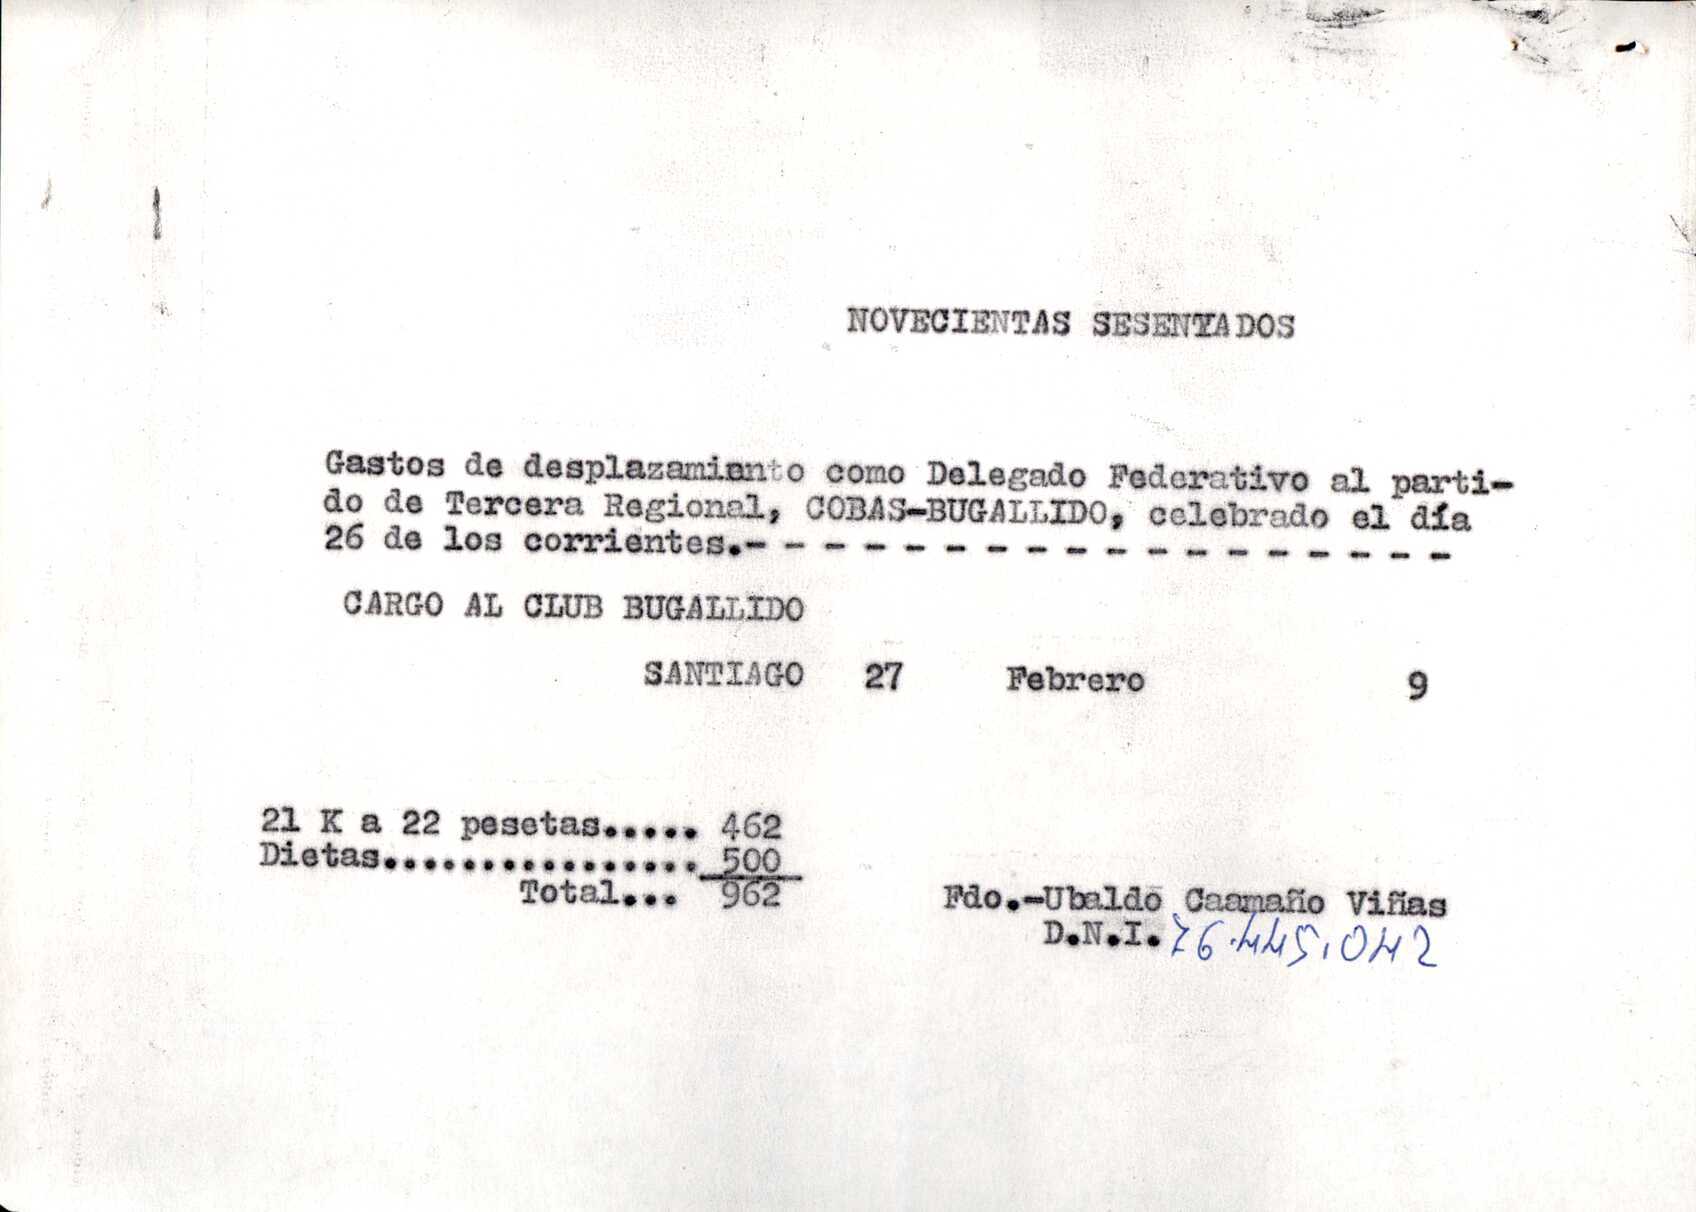 NOVECIENTAS SESENTADOS
Gastos de desplazamiento como Delegado Federativo al parti-
do de Tercera Regional, COBAS-BUGALLIDO, celebrado el día
26 de los corrientes.- - - - - - - - - - - - - - - - - -
CARGO AL CLUB BUGALLIDO
SANTIAGO 27 Febrero 9
21 K a 22 pesetas..... 462
Dietas................ 500
Total... 962
Fdo.-Ubaldo Caamaño Viñas
D.N.I. 76.445.042